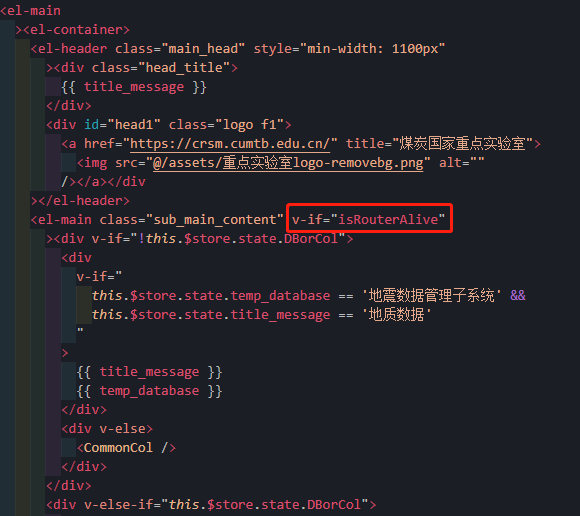 <el-main
><el-container>
<el-header class="main_head" style="min-width: 1100px"
><div class="head_title">
{{ title_message }}
</div>
<div id="head1" class="logo f1">
<a href="https://crsm.cumtb.edu.cn/" title="煤炭国家重点实验室">
<img src="@/assets/重点实验室logo-removebg.png" alt=""
/></a></div
></el-header>
<el-main class="sub_main_content" v-if="isRouterAlive"
><div v-if="!this.$store.state.DBorCol">
<div
v-if="
this.$store.state.temp_database == '地震数据管理子系统' &&
this.$store.state.title_message == '地质数据'
"
>
{{ title_message }}
{{ temp_database }}
</div>
<div v-else>
<CommonCol />
</div>
</div>
<div v-else-if="this.$store.state.DBorCol">